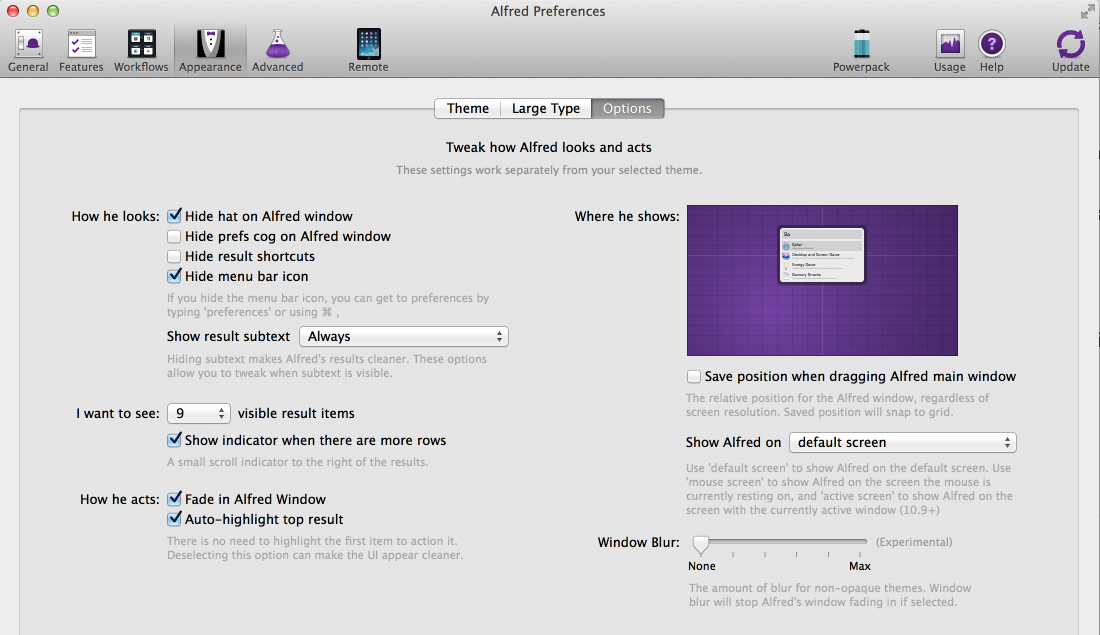 Alfred Preferences
General Features Workflows Appearance Advanced Remote Powerpack Usage Help Update
Theme Large Type Options
Tweak how Alfred looks and acts
These settings work separately from your selected theme.
How he looks: Hide hat on Alfred window
Hide prefs cog on Alfred window
Hide result shortcuts
Hide menu bar icon
If you hide the menu bar icon, you can get to preferences by
typing 'preferences' or using ⌘ ,
Show result subtext Always
Hiding subtext makes Alfred's results cleaner. These options
allow you to tweak when subtext is visible.
I want to see: 9 visible result items
Show indicator when there are more rows
A small scroll indicator to the right of the results.
How he acts: Fade in Alfred Window
Auto-highlight top result
There is no need to highlight the first item to action it.
Deselecting this option can make the UI appear cleaner.
Where he shows:
Sa
Safari
Desktop and Screen Saver
Energy Saver
Save position when dragging Alfred main window
The relative position for the Alfred window, regardless of
screen resolution. Saved position will snap to grid.
Show Alfred on default screen
Use 'default screen' to show Alfred on the default screen. Use
'mouse screen' to show Alfred on the screen the mouse is
currently resting on, and 'active screen' to show Alfred on the
screen with the currently active window (10.9+)
Window Blur: (Experimental)
None Max
The amount of blur for non-opaque themes. Window
blur will stop Alfred's window fading in if selected.